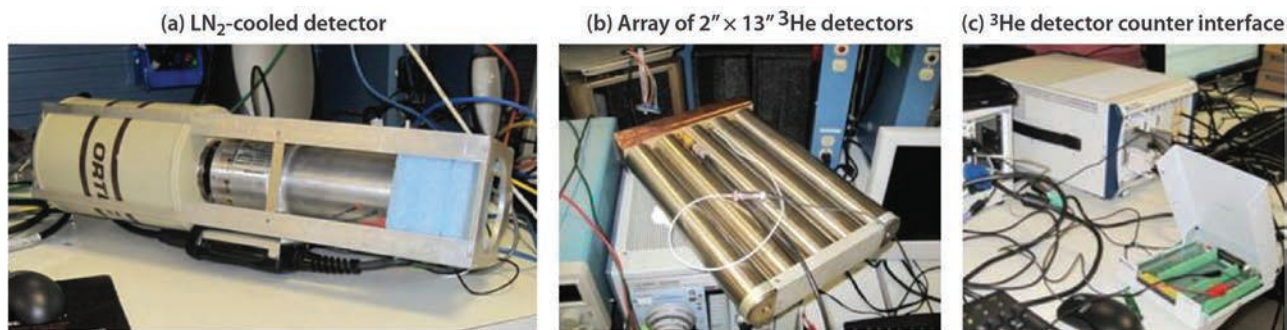 (a) LN₂-cooled detector
(b) Array of 2″ × 13″ ³He detectors
(c) ³He detector counter interface
ORT